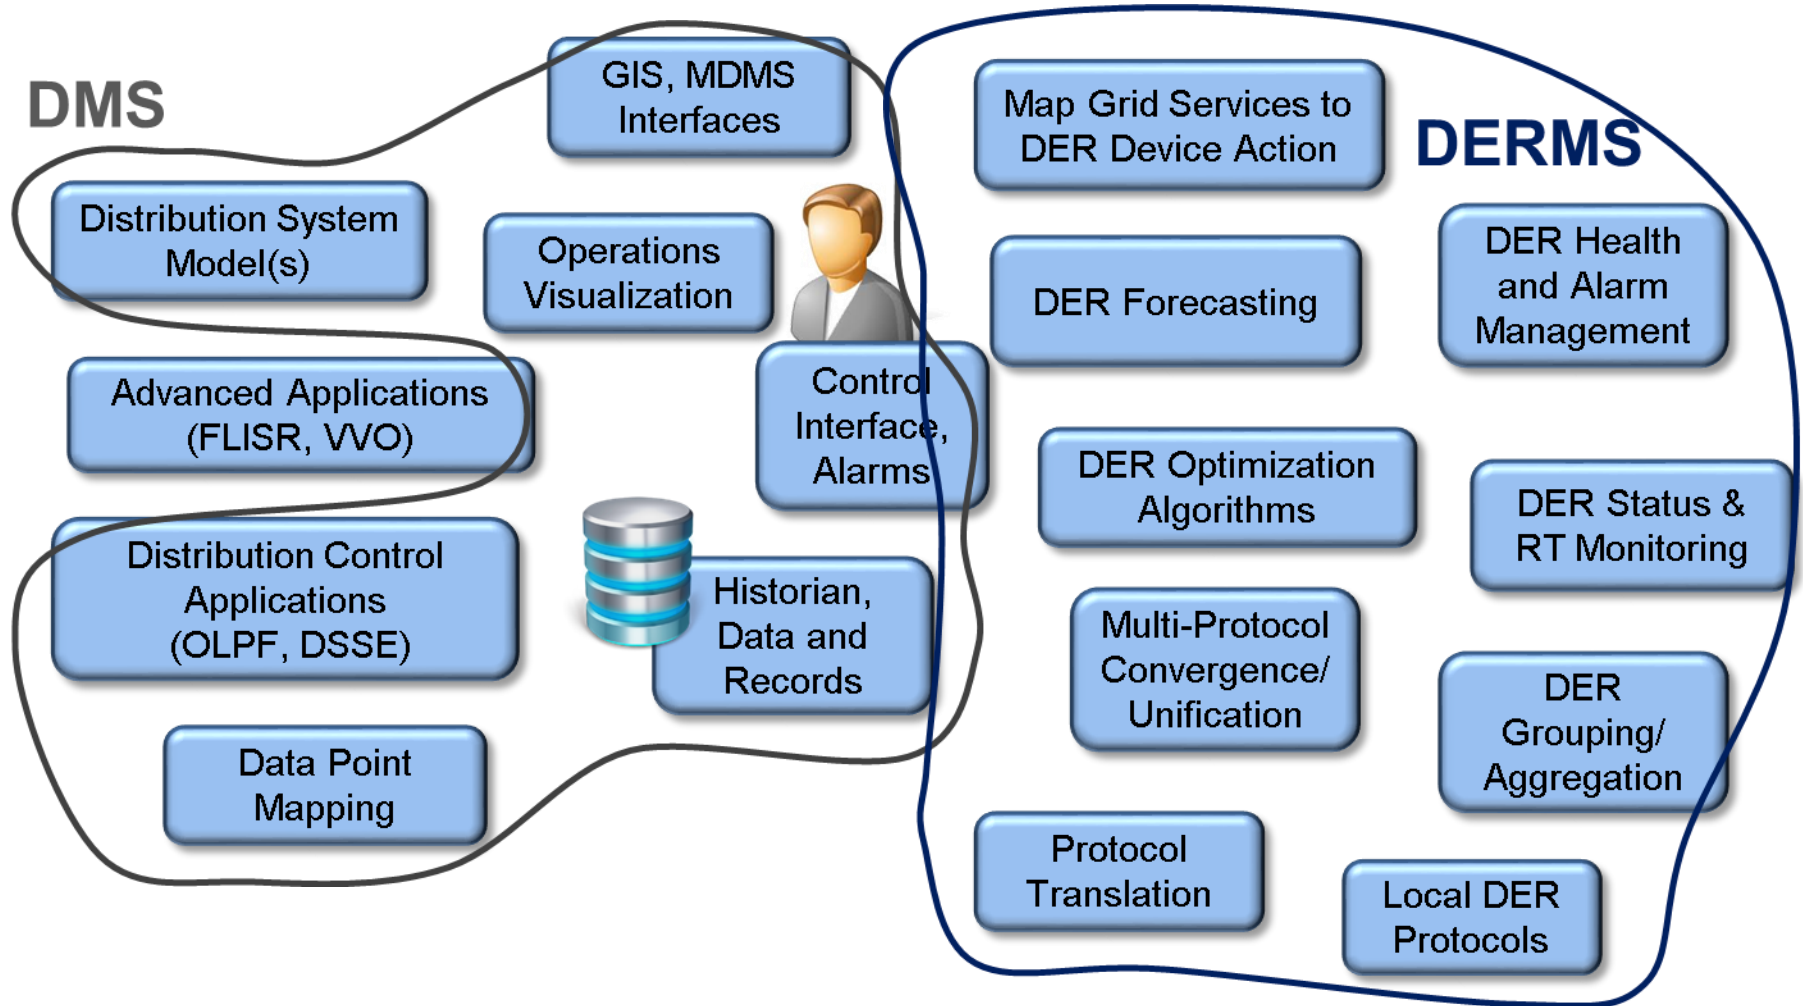 DMS
GIS, MDMS
Interfaces
Distribution System
Model(s)
Operations
Visualization
Advanced Applications
(FLISR, VVO)
Control
Interface,
Alarms
Distribution Control
Applications
(OLPF, DSSE)
Historian,
Data and
Records
Data Point
Mapping
DERMS
Map Grid Services to
DER Device Action
DER Forecasting
DER Health
and Alarm
Management
DER Optimization
Algorithms
DER Status &
RT Monitoring
Multi-Protocol
Convergence/
Unification
DER
Grouping/
Aggregation
Protocol
Translation
Local DER
Protocols